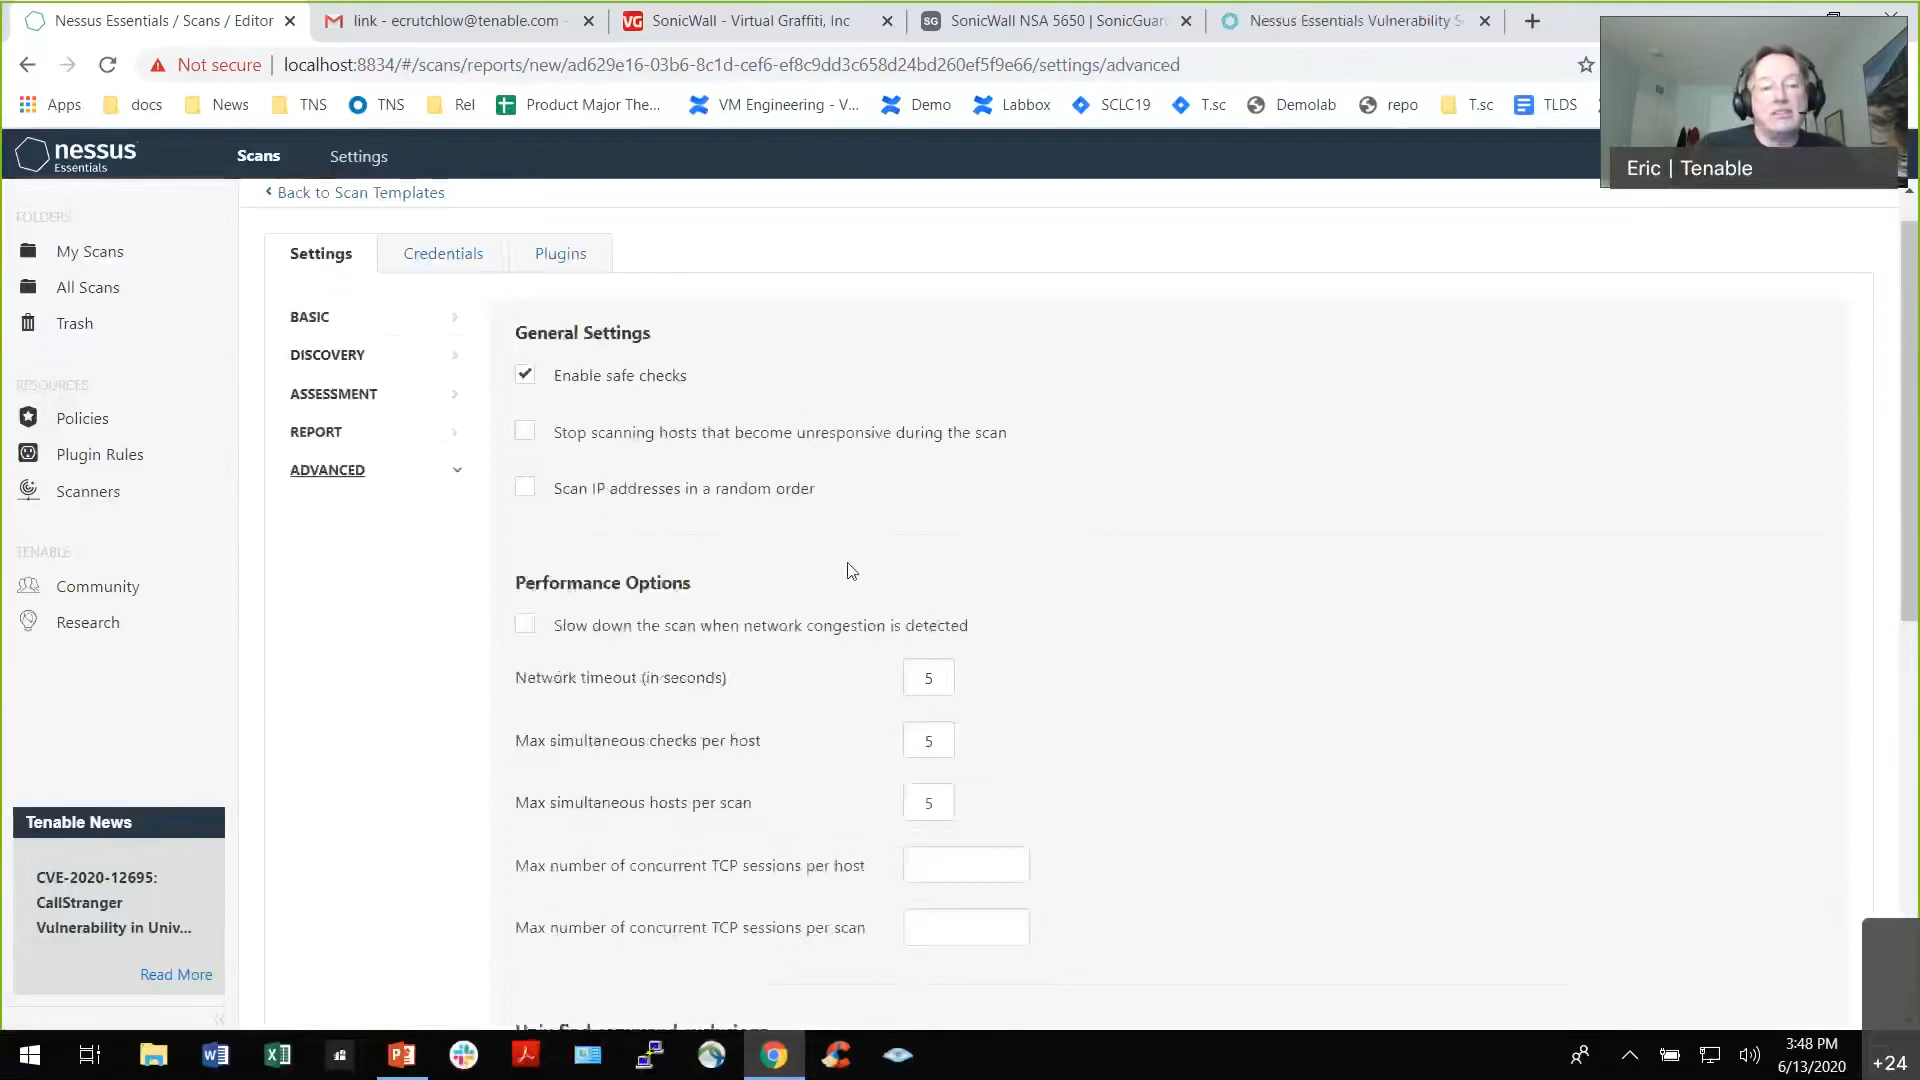 Nessus Essentials / Scans / Editor
link - ecrutchlow@tenable.com -
VG SonicWall - Virtual Graffiti, Inc
SG SonicWall NSA 5650 | SonicGuar
Nessus Essentials Vulnerability S
Not secure | localhost:8834/#/scans/reports/new/ad629e16-03b6-8c1d-cef6-ef8c9dd3c658d24bd260ef5f9e66/settings/advanced
Apps docs News TNS TNS Rel Product Major The... VM Engineering - V... Demo Labbox SCLC19 T.sc Demolab repo T.sc TLDS
Eric | Tenable
nessus
Essentials
Scans Settings
Back to Scan Templates
FOLDERS
My Scans
All Scans
Trash
RESOURCES
Policies
Plugin Rules
Scanners
TENABLE
Community
Research
Tenable News
CVE-2020-12695:
CallStranger
Vulnerability in Univ...
Read More
Settings Credentials Plugins
BASIC
DISCOVERY
ASSESSMENT
REPORT
ADVANCED
General Settings
Enable safe checks
Stop scanning hosts that become unresponsive during the scan
Scan IP addresses in a random order
Performance Options
Slow down the scan when network congestion is detected
Network timeout (in seconds) 5
Max simultaneous checks per host 5
Max simultaneous hosts per scan 5
Max number of concurrent TCP sessions per host
Max number of concurrent TCP sessions per scan
3:48 PM
6/13/2020
+24